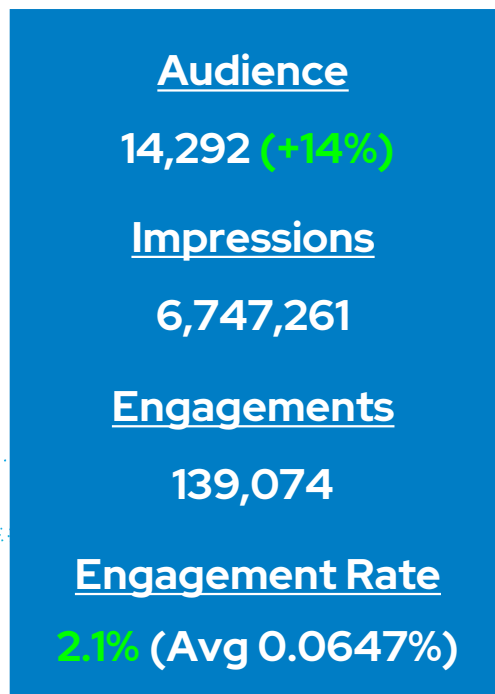 Audience
14,292 (+14%)
Impressions
6,747,261
Engagements
139,074
Engagement Rate
2.1% (Avg 0.0647%)